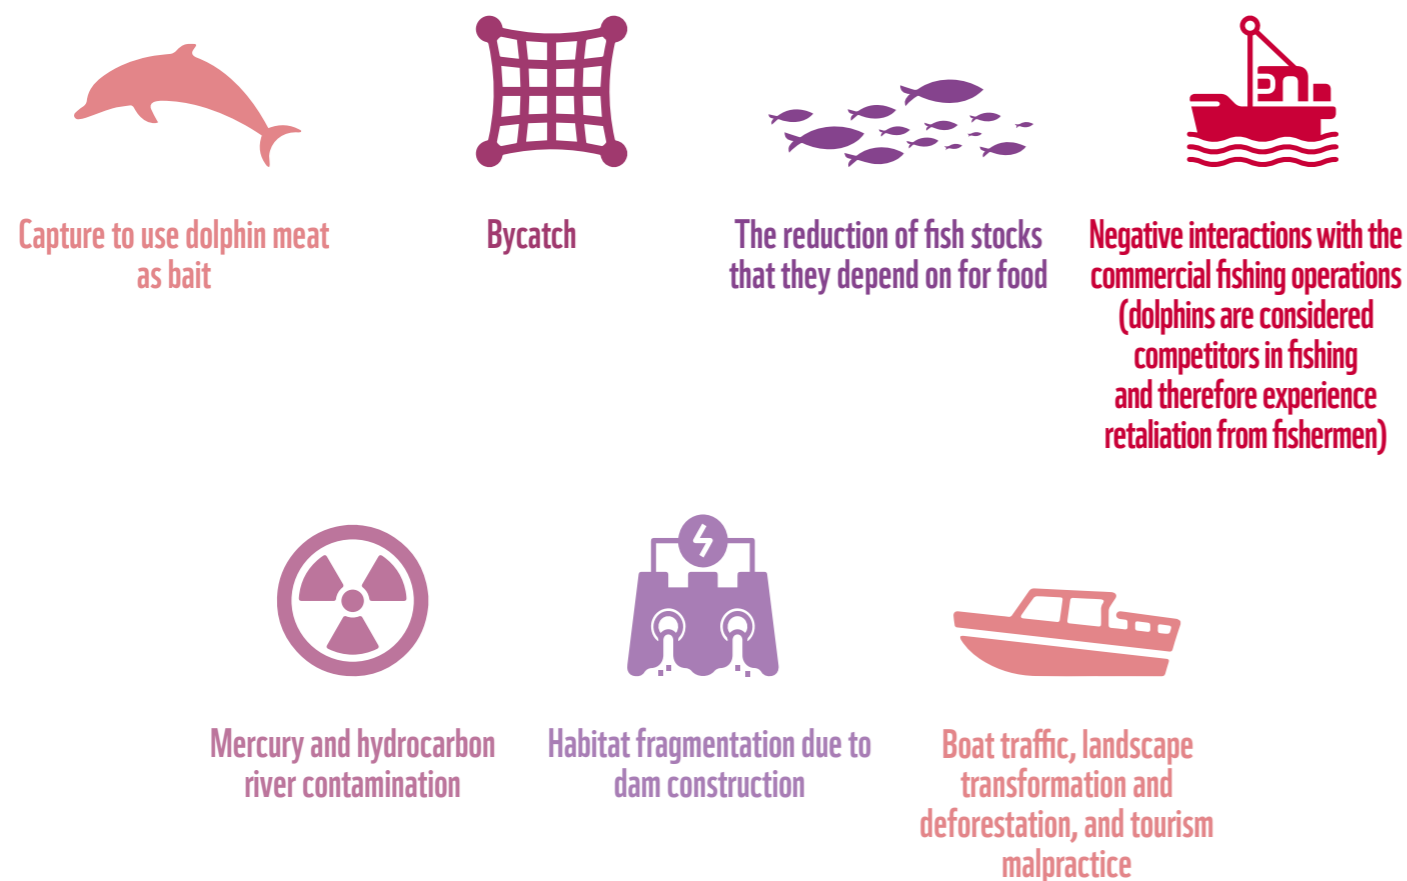 Capture to use dolphin meat
as bait
Bycatch
The reduction of fish stocks
that they depend on for food
Negative interactions with the
commercial fishing operations
(dolphins are considered
competitors in fishing
and therefore experience
retaliation from fishermen)
Mercury and hydrocarbon
river contamination
Habitat fragmentation due to
dam construction
Boat traffic, landscape
transformation and
deforestation, and tourism
malpractice